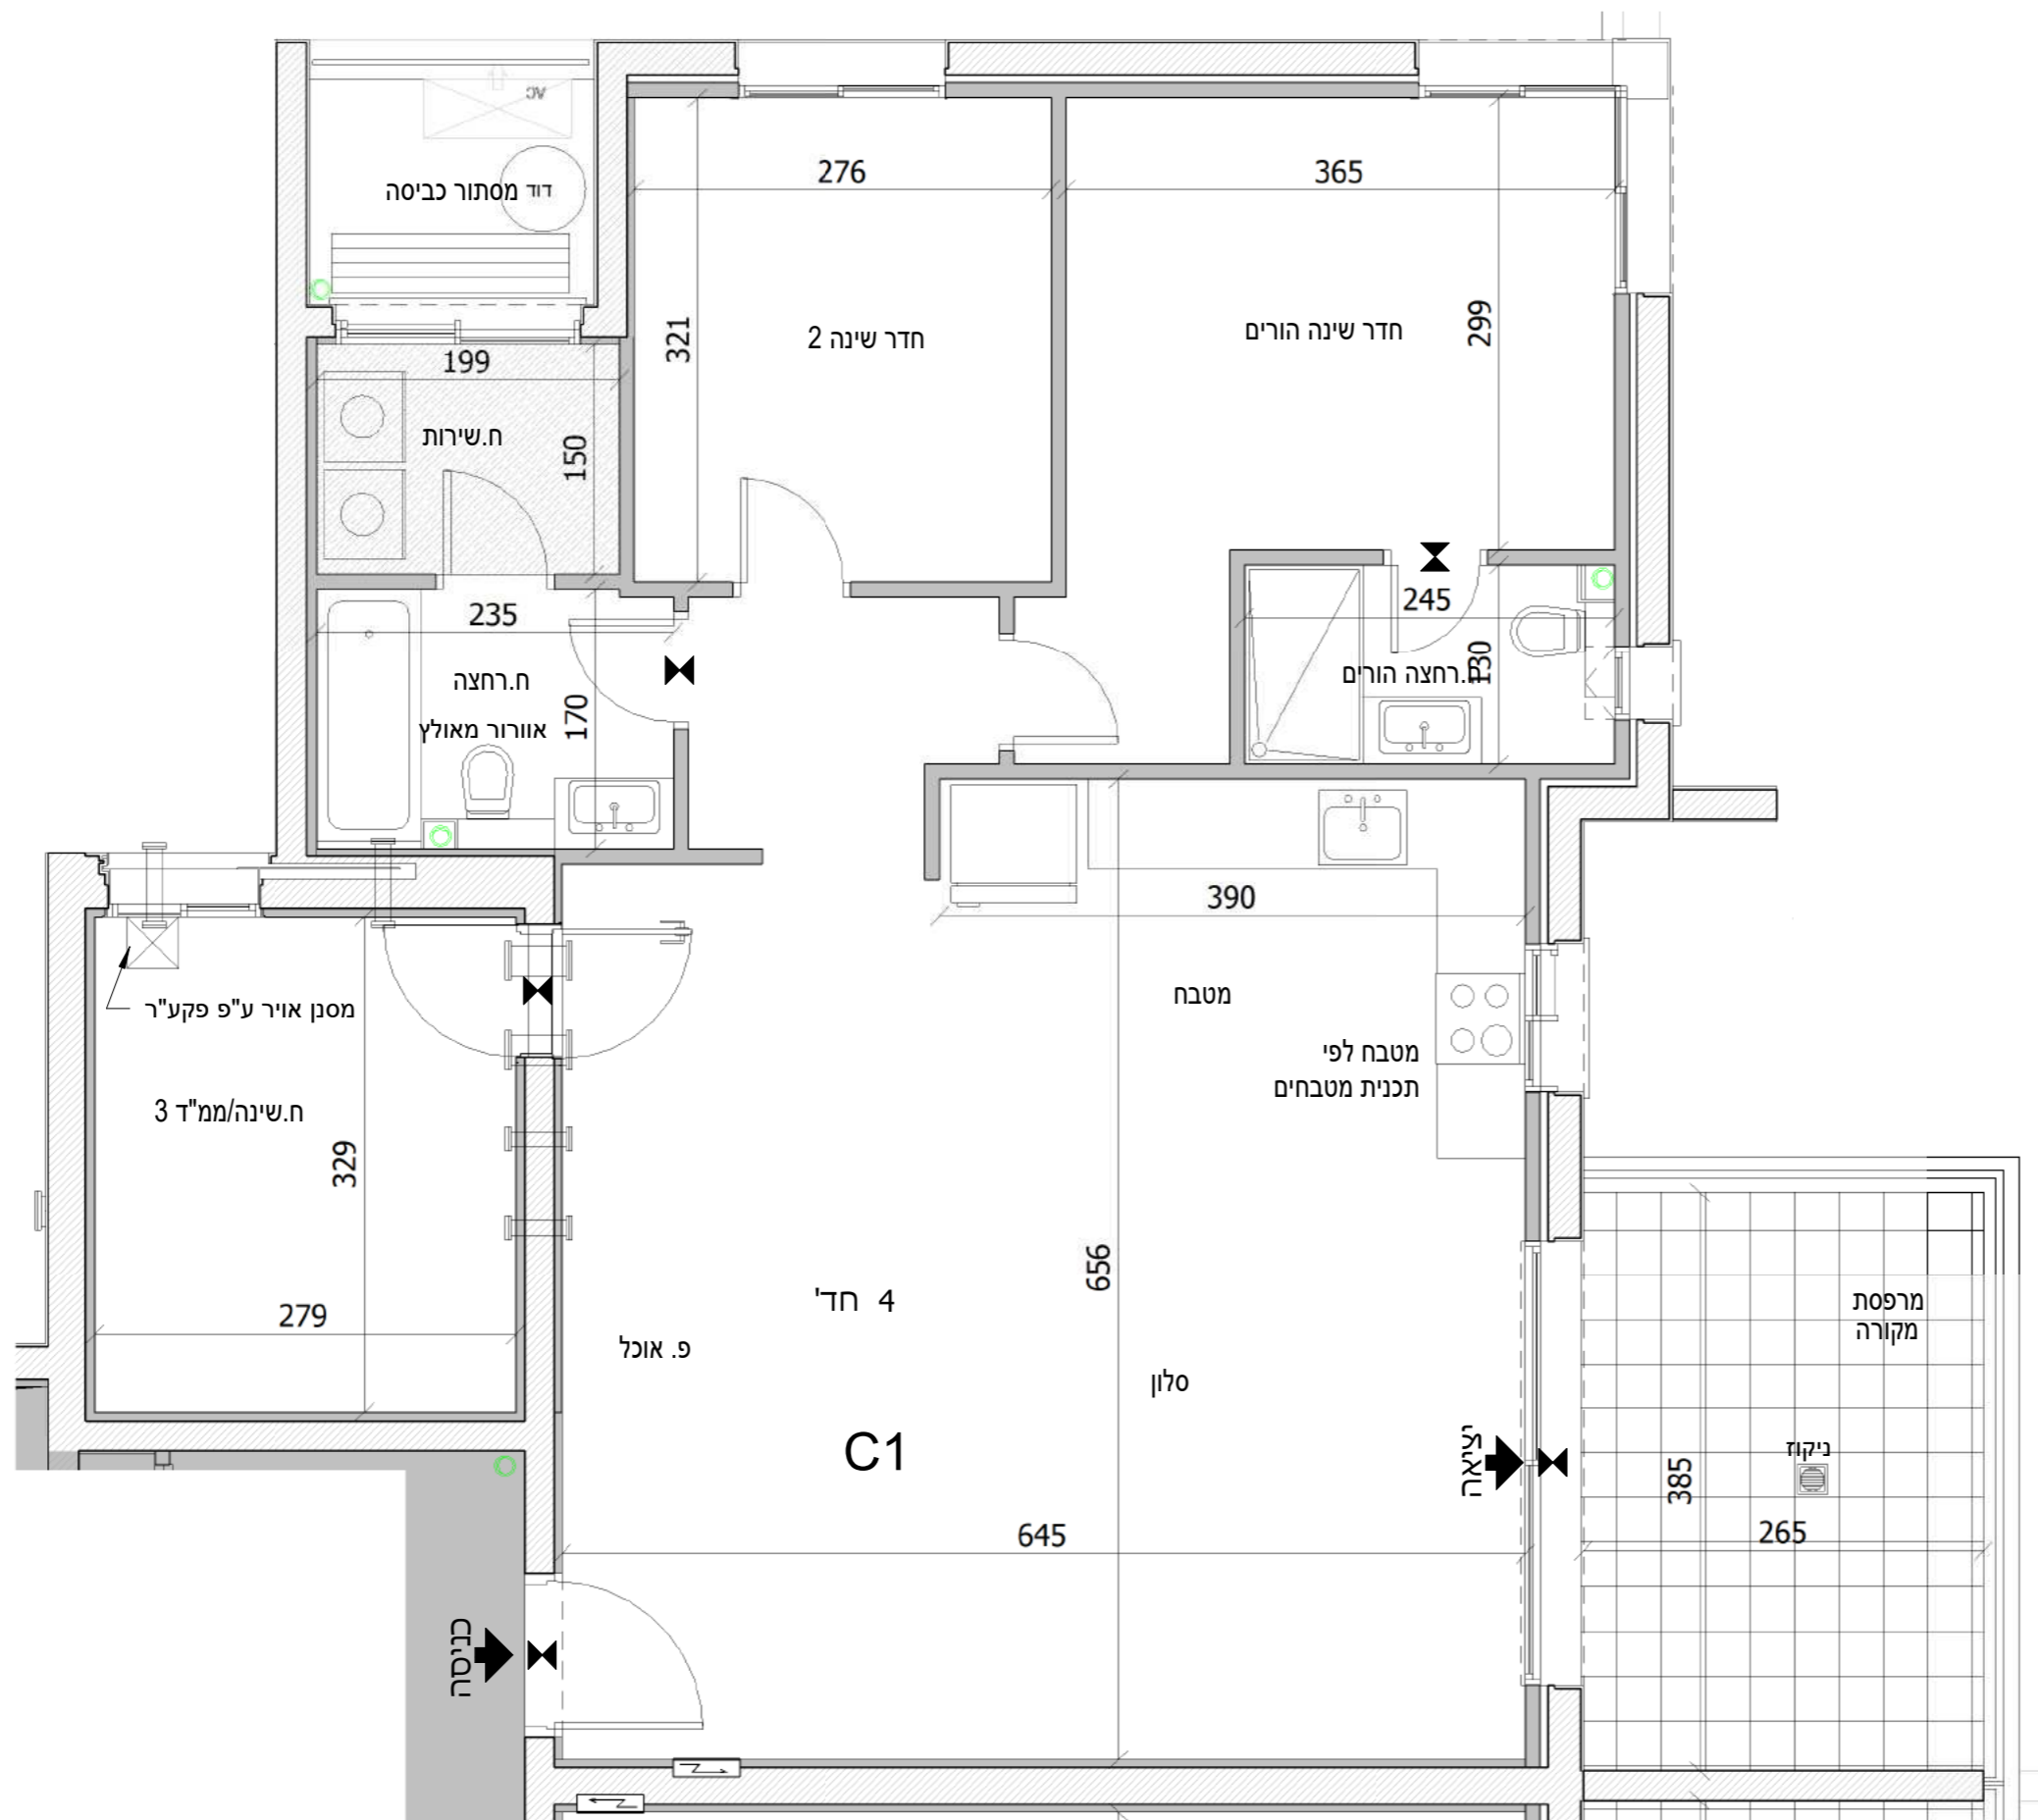 AC
דוד
מסתור כביסה
276
365
199
ח.שירות
150
321
חדר שינה 2
חדר שינה הורים
299
235
ח.רחצה
אוורור מאולץ
170
245
130
ח.רחצה הורים
390
מטבח
מטבח לפי
תכנית מטבחים
מסנן אויר ע"פ פקע"ר
ח.שינה/ממ"ד 3
329
279
656
4 חד'
פ. אוכל
סלון
C1
645
יציאה
כניסה
מרפסת
מקורה
ניקוז
385
265